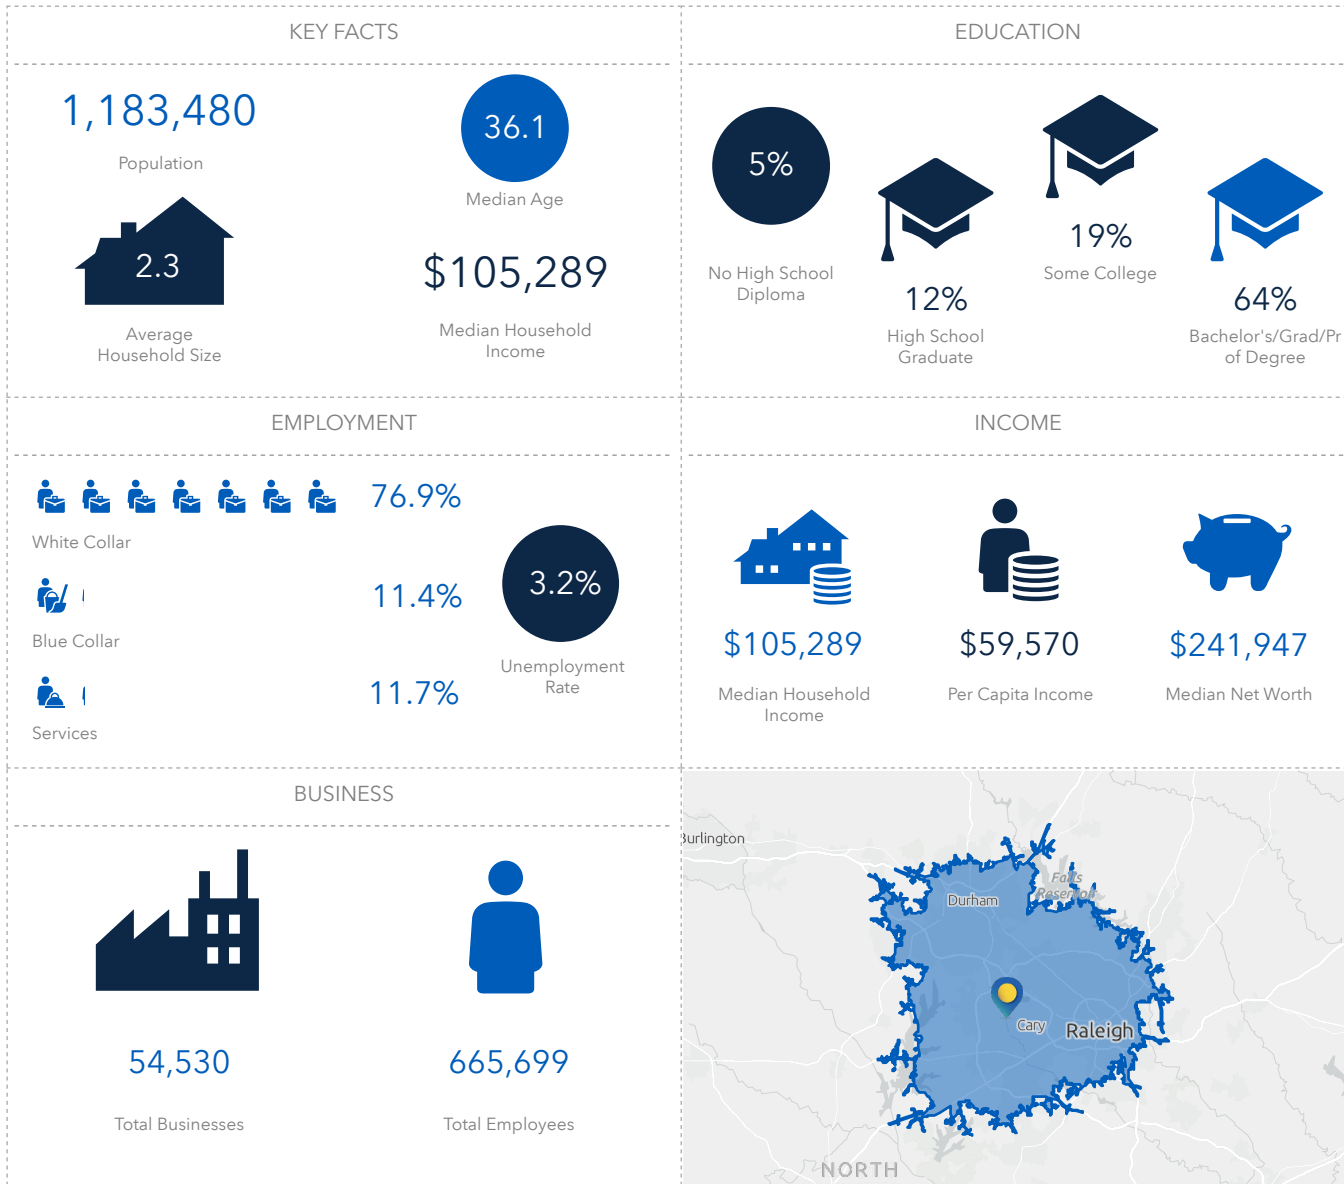 KEY FACTS
1,183,480
Population
36.1
Median Age
2.3
Average
Household Size
$105,289
Median Household
Income
EDUCATION
5%
No High School
Diploma
12%
High School
Graduate
19%
Some College
64%
Bachelor's/Grad/Pr
of Degree
EMPLOYMENT
76.9%
White Collar
11.4%
Blue Collar
11.7%
Services
3.2%
Unemployment
Rate
INCOME
$105,289
Median Household
Income
$59,570
Per Capita Income
$241,947
Median Net Worth
BUSINESS
54,530
Total Businesses
665,699
Total Employees
Burlington
Falls
Reservoir
Durham
Cary
Raleigh
NORTH